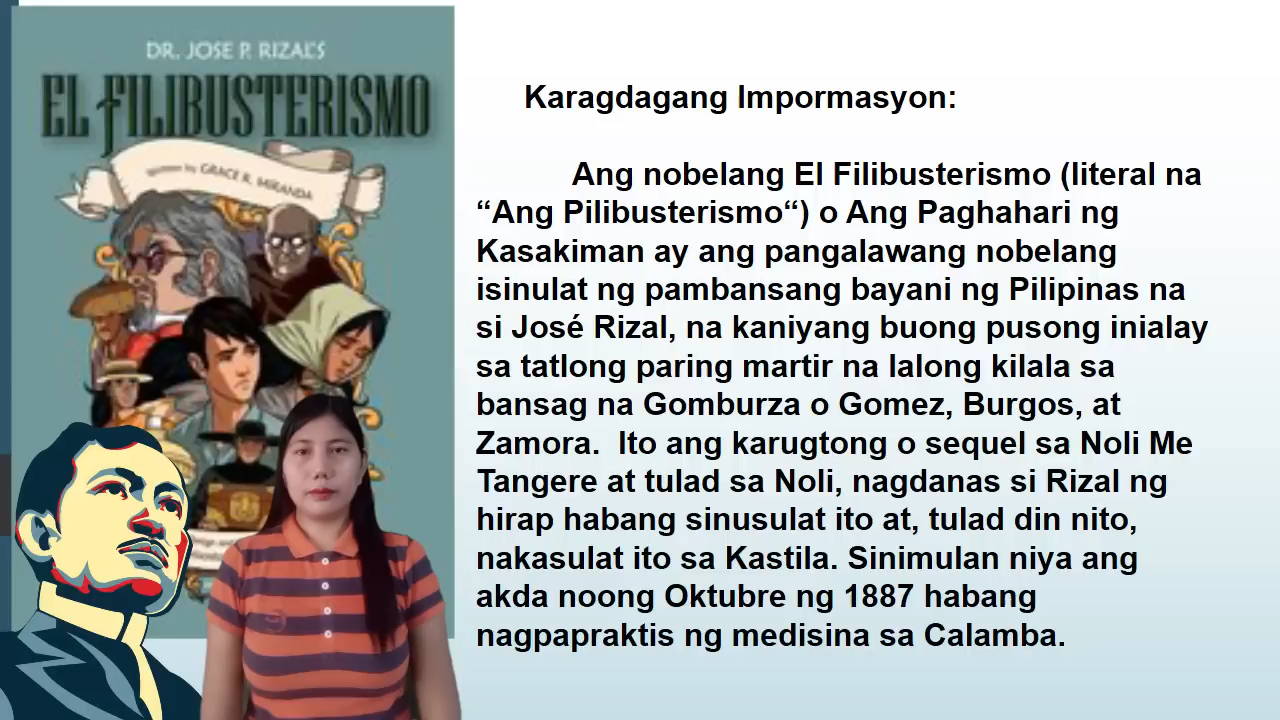 DR. JOSE P. RIZAL'S
EL FILIBUSTERISMO
written by GRACE R. MIRANDA
Karagdagang Impormasyon:
Ang nobelang El Filibusterismo (literal na
“Ang Pilibusterismo“) o Ang Paghahari ng
Kasakiman ay ang pangalawang nobelang
isinulat ng pambansang bayani ng Pilipinas na
si José Rizal, na kaniyang buong pusong inialay
sa tatlong paring martir na lalong kilala sa
bansag na Gomburza o Gomez, Burgos, at
Zamora.  Ito ang karugtong o sequel sa Noli Me
Tangere at tulad sa Noli, nagdanas si Rizal ng
hirap habang sinusulat ito at, tulad din nito,
nakasulat ito sa Kastila. Sinimulan niya ang
akda noong Oktubre ng 1887 habang
nagpapraktis ng medisina sa Calamba.